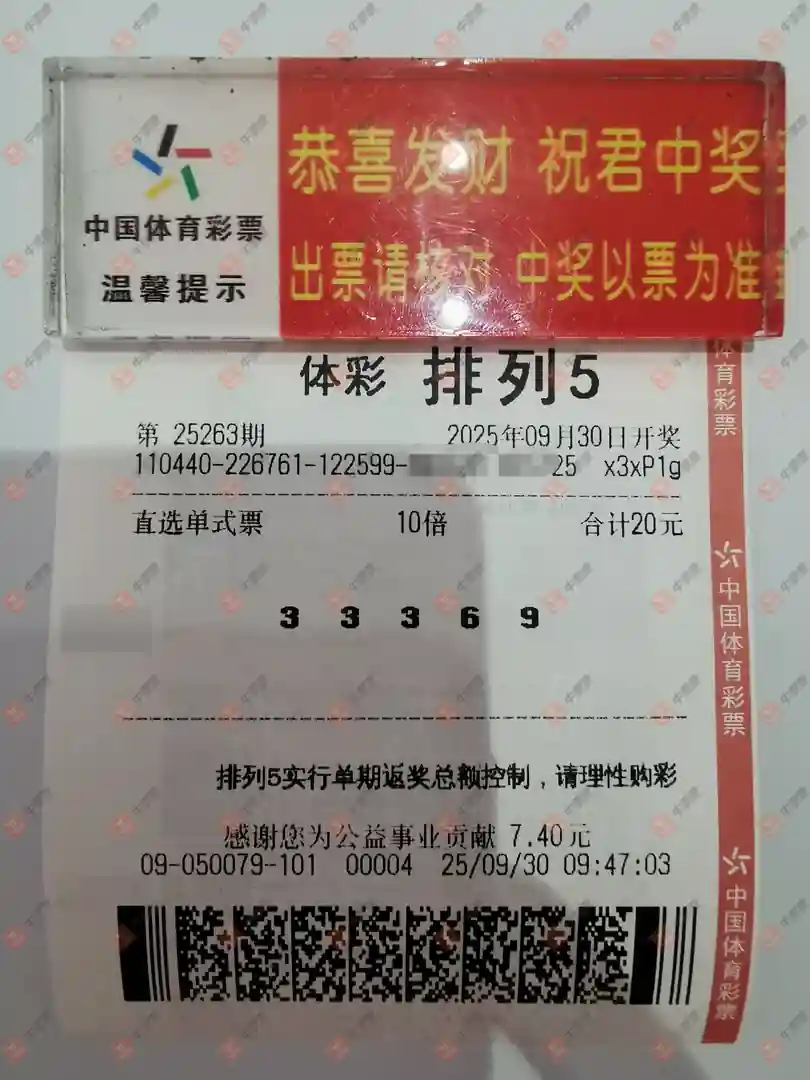 恭喜发财 祝君中奖
中国体育彩票
出票请核对 中奖以票为准
温馨提示
体彩 排列5
第 25263期 2025年09月30日开奖
110440-226761-122599- 25 x3xP1g
直选单式票 10倍 合计20元
3 3 3 6 9
排列5实行单期返奖总额控制，请理性购彩
感谢您为公益事业贡献 7.40元
09-050079-101 00004 25/09/30 09:47:03
体育彩票
中国体育彩票
中国体育彩票